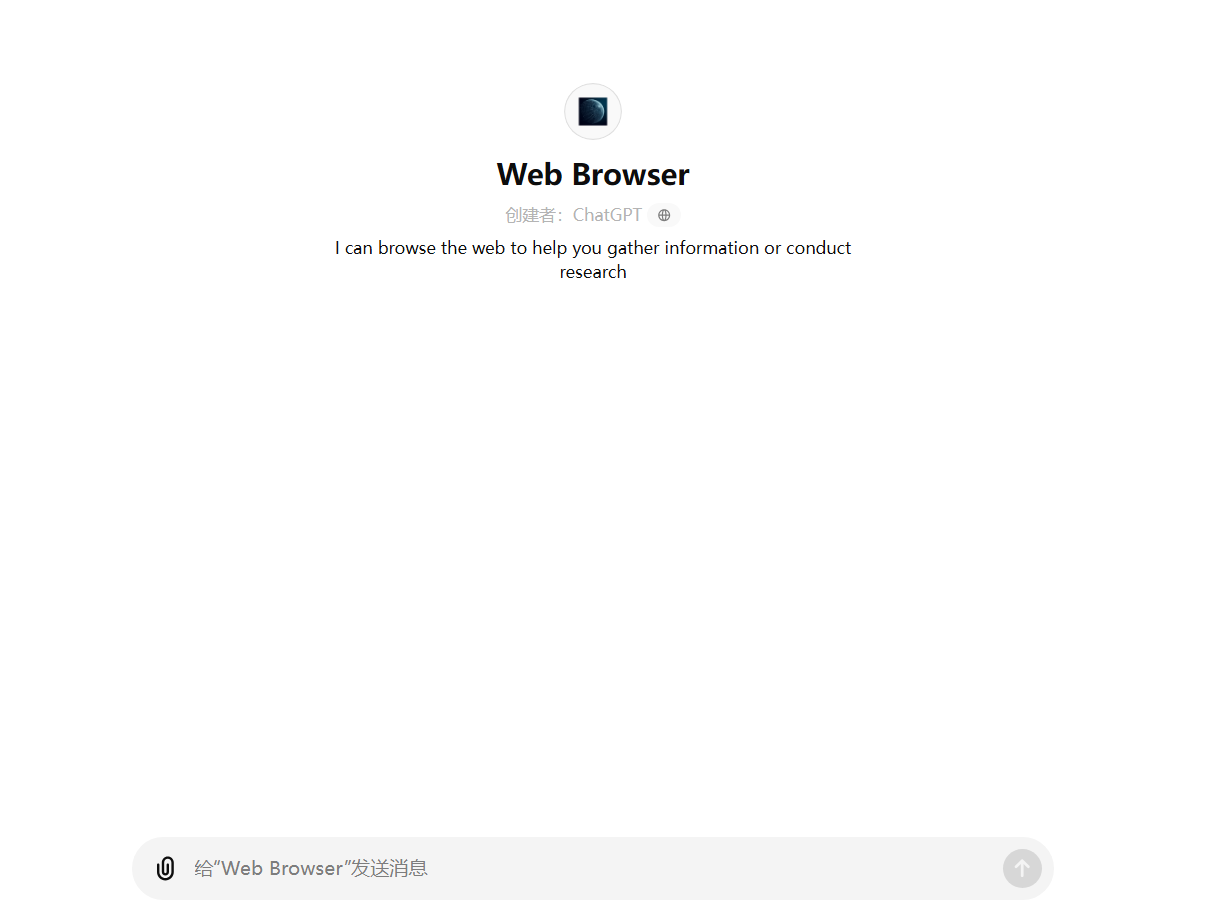 Web Browser
创建者：ChatGPT
I can browse the web to help you gather information or conduct
research
给“Web Browser”发送消息